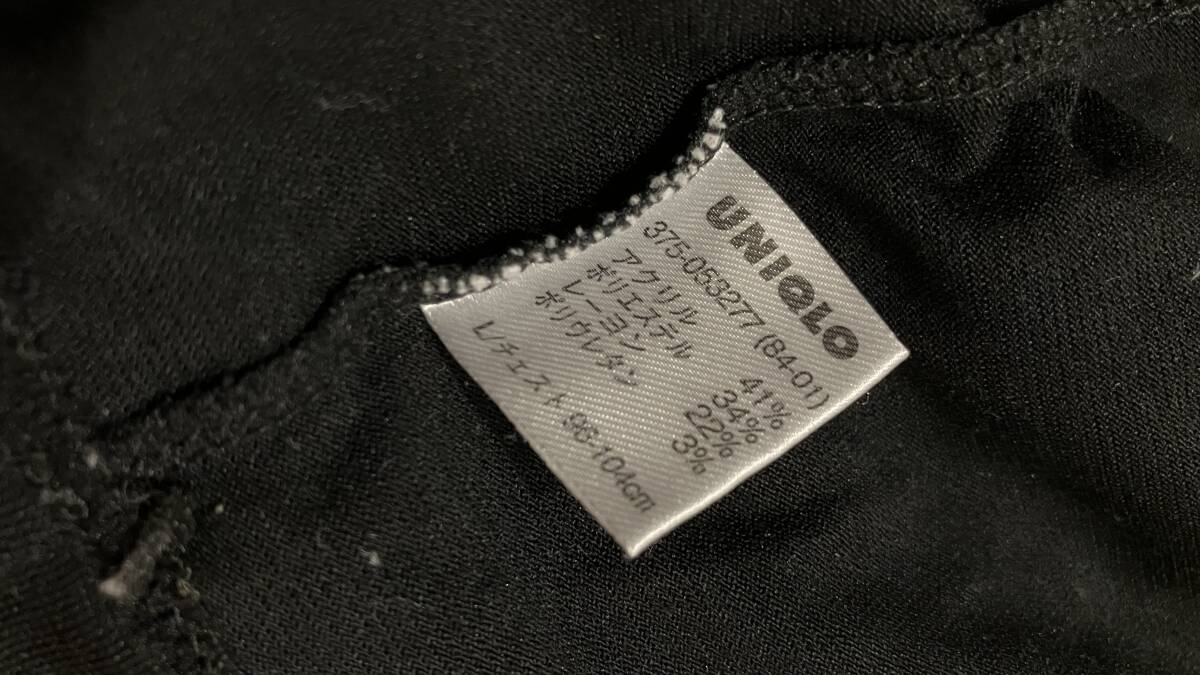 UNIQLO
375-053277 (84-01)
アクリル 41%
ポリエステル 34%
レーヨン 22%
ポリウレタン 3%
L/チェスト 96-104cm